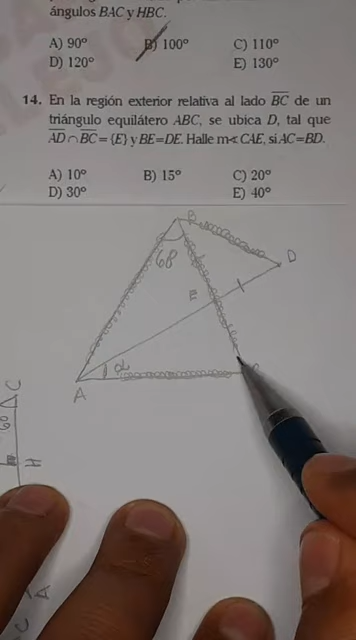 ángulos BAC y HBC.
A) 90° B) 100° C) 110°
D) 120° E) 130°
14. En la región exterior relativa al lado BC de un
triángulo equilátero ABC, se ubica D, tal que
AD ∩ BC = {E} y BE=DE. Halle m∢CAE, si AC=BD.
A) 10° B) 15° C) 20°
D) 30° E) 40°
B
60
D
E
α
A
C
60
H
A
C